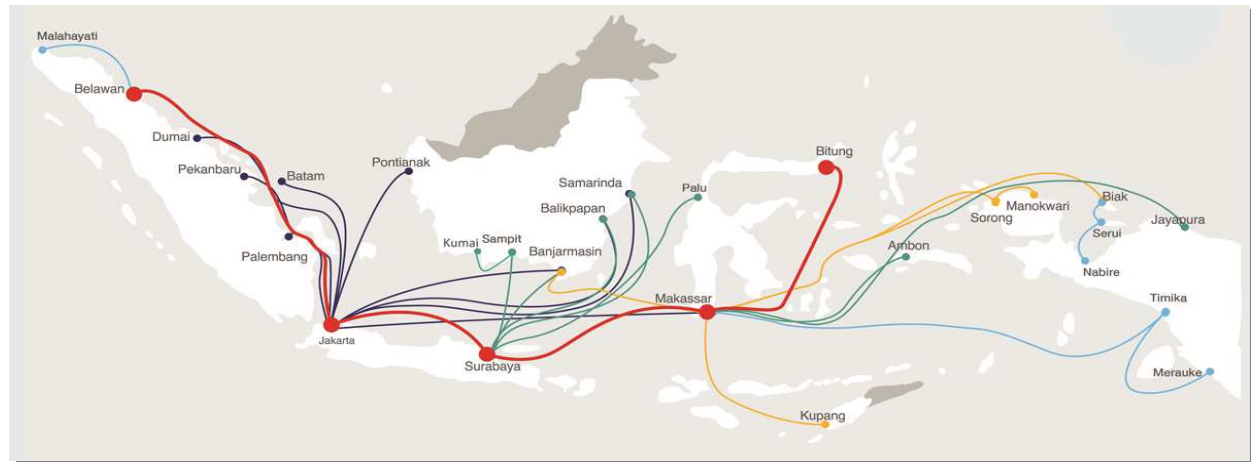 Malahayati
Belawan
Dumai
Pekanbaru
Batam
Palembang
Pontianak
Jakarta
Samarinda
Balikpapan
Kumai
Sampit
Banjarmasin
Surabaya
Palu
Bitung
Makassar
Kupang
Sorong
Manokwari
Ambon
Biak
Serui
Jayapura
Nabire
Timika
Merauke